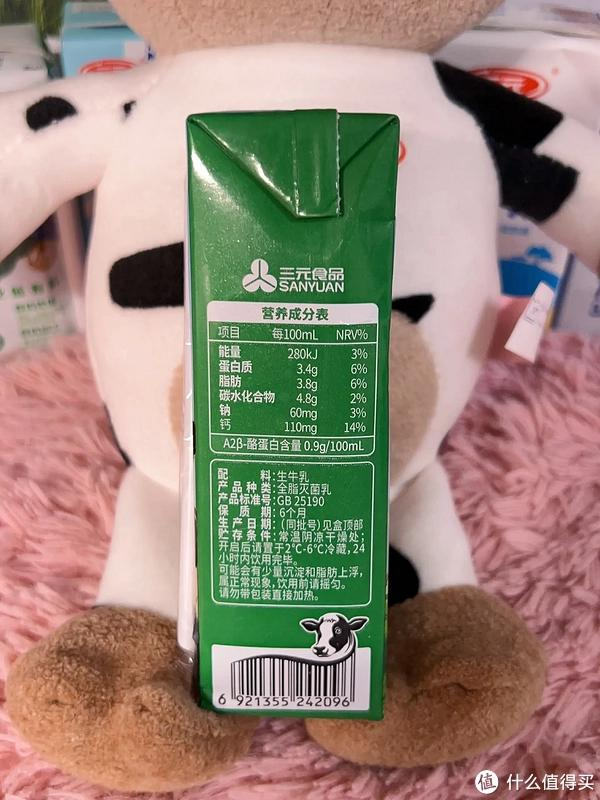 三元食品
SANYUAN
营养成分表
项目 每100mL NRV%
能量 280kJ 3%
蛋白质 3.4g 6%
脂肪 3.8g 6%
碳水化合物 4.8g 2%
钠 60mg 3%
钙 110mg 14%
A2β-酪蛋白含量 0.9g/100mL
配料:生牛乳
产品种类:全脂灭菌乳
产品标准号:GB 25190
保质期:6个月
生产日期:(同批号)见盒顶部
贮存条件:常温阴凉干燥处;
开启后请置于2℃-6℃冷藏,24
小时内饮用完毕。
可能会有少量沉淀和脂肪上浮,
属正常现象,饮用前请摇匀。
请勿带包装直接加热。
6 921355 242096
值 什么值得买